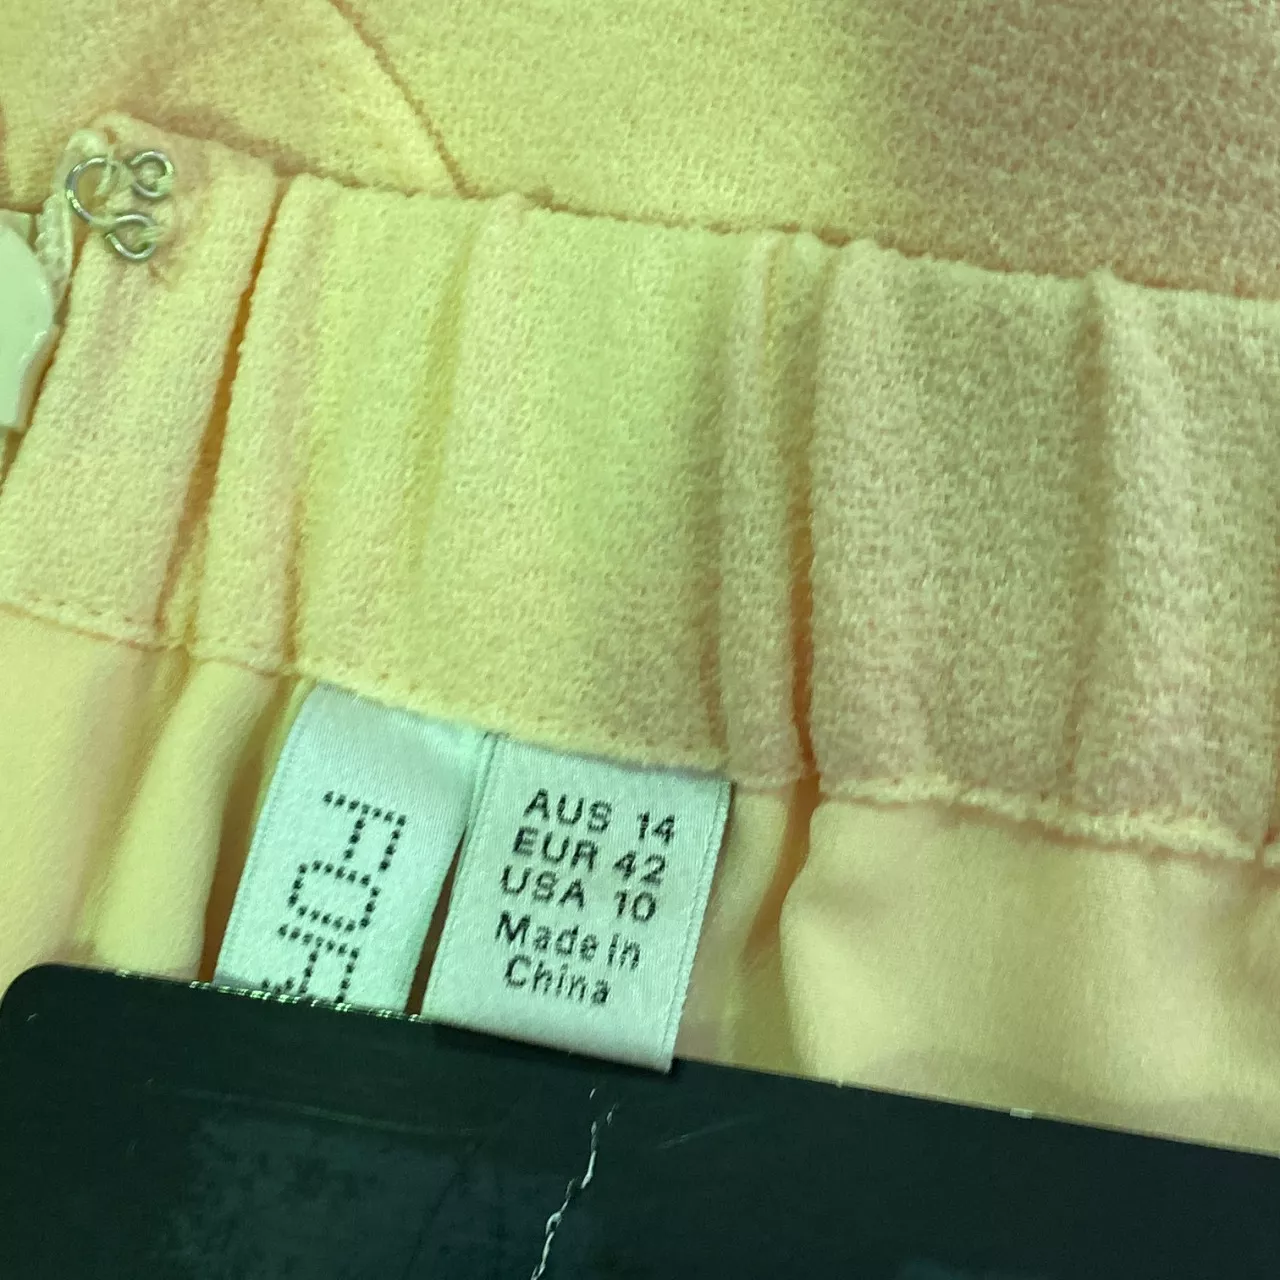 AUS 14
EUR 42
USA 10
Made in
China